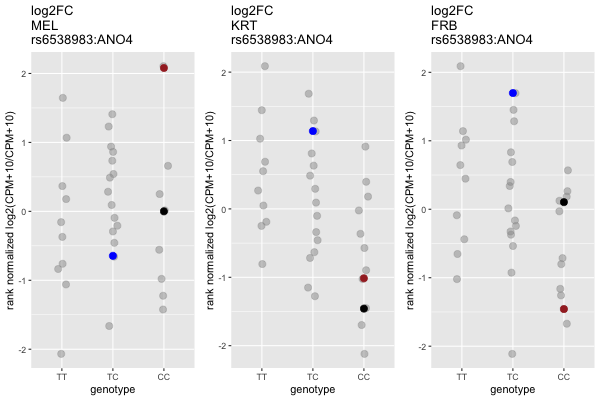 log2FC
MEL
rs6538983:ANO4
rank normalized log2(CPM+10/CPM+10)
2
1
0
-1
-2
TT TC CC
genotype
log2FC
KRT
rs6538983:ANO4
rank normalized log2(CPM+10/CPM+10)
2
1
0
-1
-2
TT TC CC
genotype
log2FC
FRB
rs6538983:ANO4
rank normalized log2(CPM+10/CPM+10)
2
1
0
-1
-2
TT TC CC
genotype